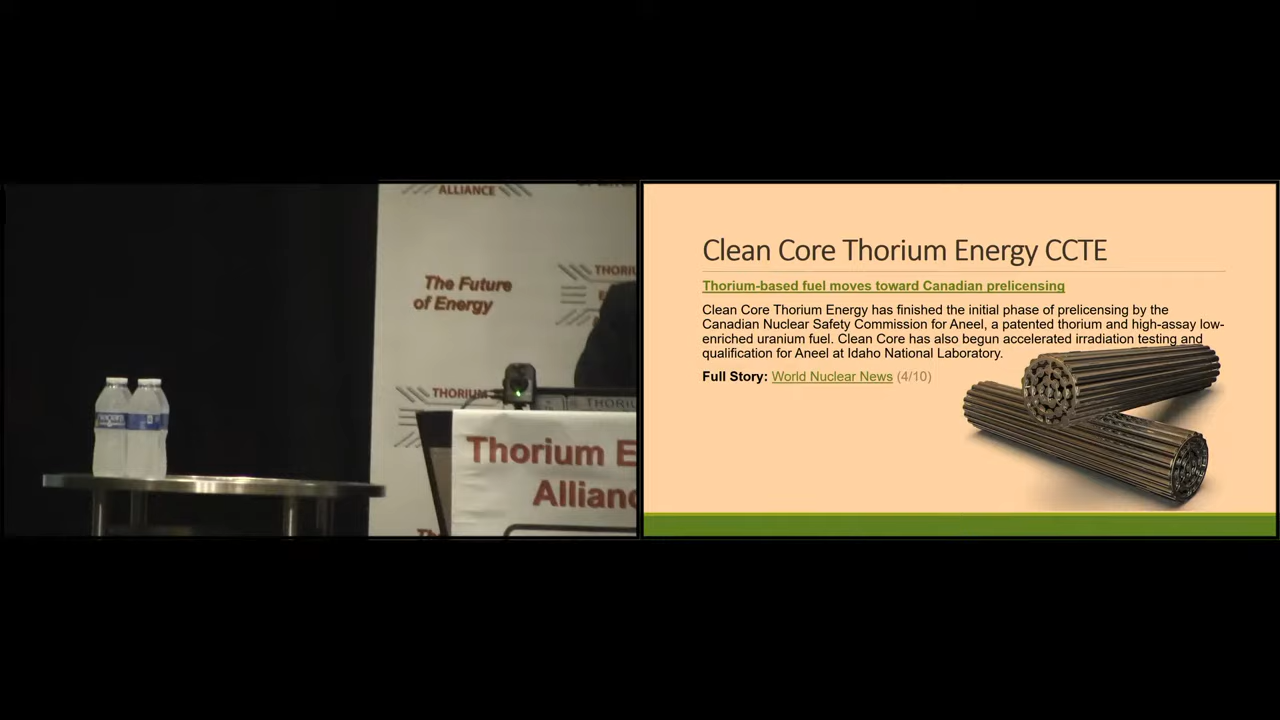 ALLIANCE
The Future
of Energy
THORIUM
THORIUM
Thorium E
Allianc
Clean Core Thorium Energy CCTE
Thorium-based fuel moves toward Canadian prelicensing
Clean Core Thorium Energy has finished the initial phase of prelicensing by the
Canadian Nuclear Safety Commission for Aneel, a patented thorium and high-assay low-
enriched uranium fuel. Clean Core has also begun accelerated irradiation testing and
qualification for Aneel at Idaho National Laboratory.
Full Story: World Nuclear News (4/10)